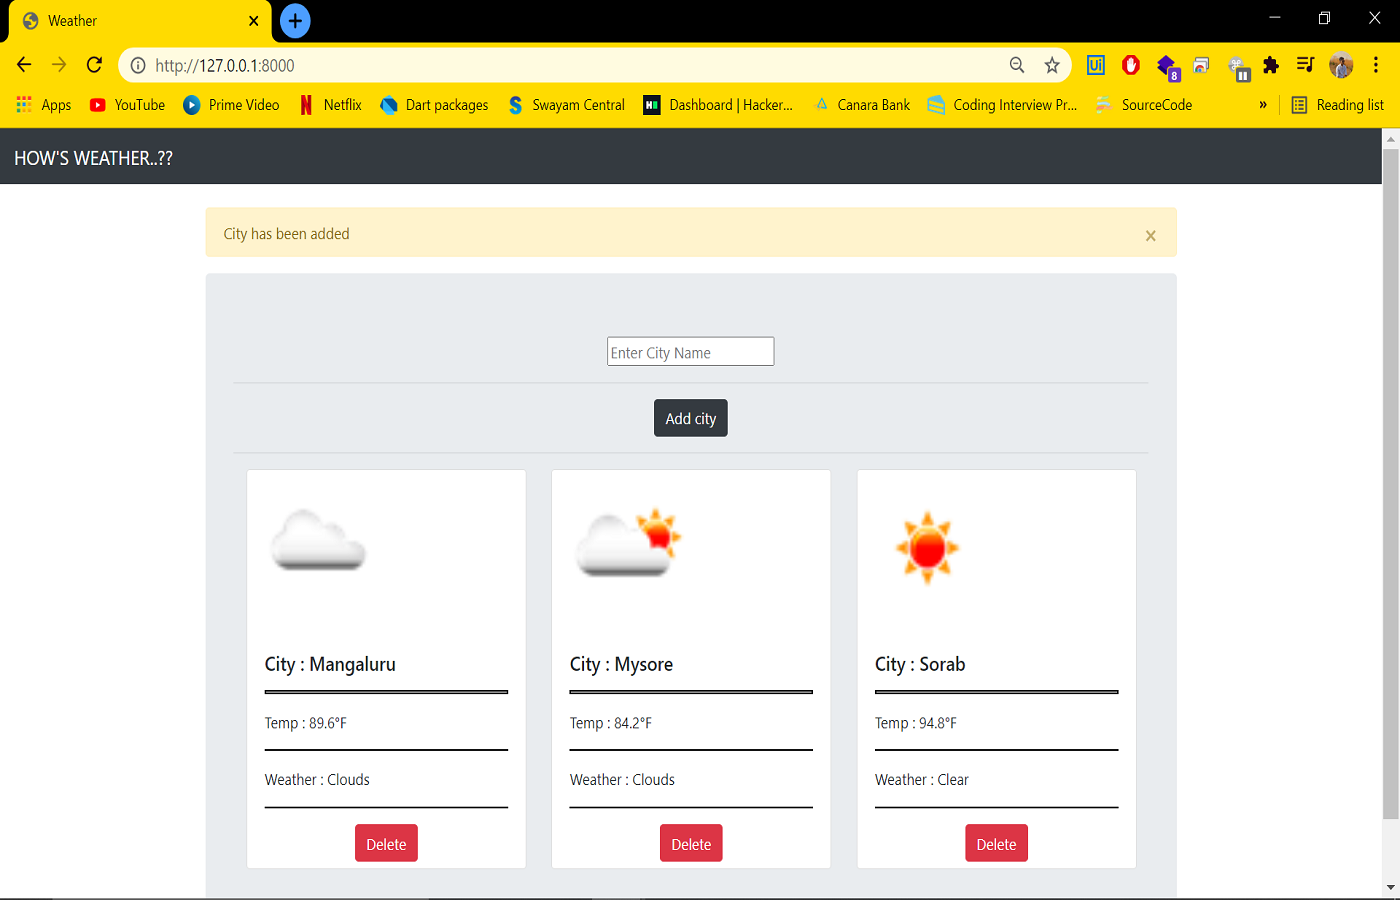 Weather
http://127.0.0.1:8000
Ui
8
Apps YouTube Prime Video Netflix Dart packages Swayam Central Dashboard | Hacker... Canara Bank Coding Interview Pr... SourceCode » Reading list
HOW'S WEATHER..??
City has been added ×
Enter City Name
Add city
City : Mangaluru
Temp : 89.6°F
Weather : Clouds
Delete
City : Mysore
Temp : 84.2°F
Weather : Clouds
Delete
City : Sorab
Temp : 94.8°F
Weather : Clear
Delete